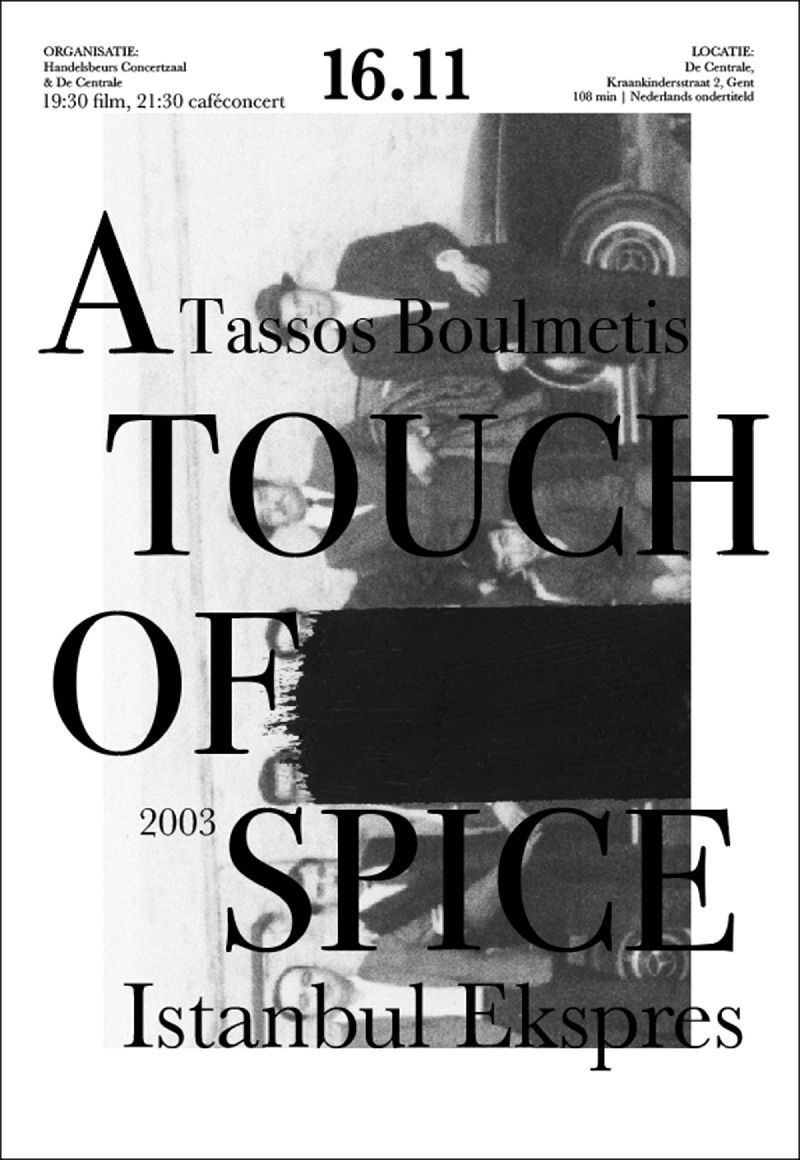 ORGANISATIE:
Handelsbeurs Concertzaal
& De Centrale
19:30 film, 21:30 caféconcert
16.11
LOCATIE:
De Centrale,
Kraankindersstraat 2, Gent
108 min | Nederlands ondertiteld
A
Tassos Boulmetis
TOUCH
OF
2003
SPICE
Istanbul Ekspres